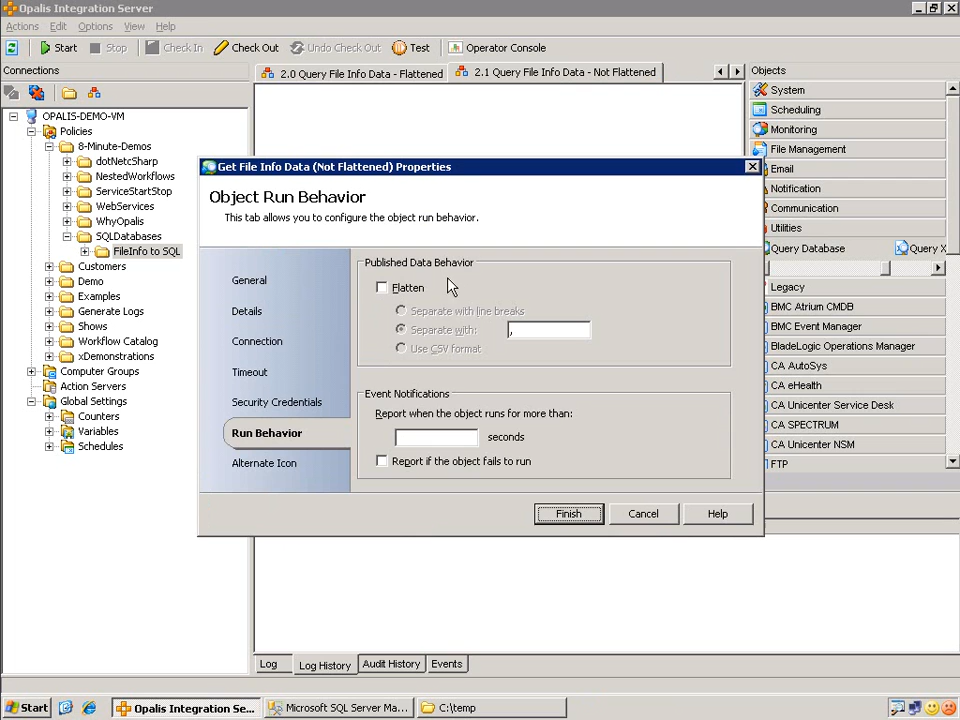 Opalis Integration Server
Actions Edit Options View Help
Start Stop Check In Check Out Undo Check Out Test Operator Console
Connections
2.0 Query File Info Data - Flattened
2.1 Query File Info Data - Not Flattened
Objects
OPALIS-DEMO-VM
Policies
8-Minute-Demos
dotNetcSharp
NestedWorkflows
ServiceStartStop
WebServices
WhyOpalis
SQLDatabases
FileInfo to SQL
Customers
Demo
Examples
Generate Logs
Shows
Workflow Catalog
xDemonstrations
Computer Groups
Action Servers
Global Settings
Counters
Variables
Schedules
Get File Info Data (Not Flattened) Properties
Object Run Behavior
This tab allows you to configure the object run behavior.
General
Details
Connection
Timeout
Security Credentials
Run Behavior
Alternate Icon
Published Data Behavior
Flatten
Separate with line breaks
Separate with: ,
Use CSV format
Event Notifications
Report when the object runs for more than:
seconds
Report if the object fails to run
Finish Cancel Help
System
Scheduling
Monitoring
File Management
Email
Notification
Communication
Utilities
Query Database Query X
Legacy
BMC Atrium CMDB
BMC Event Manager
BladeLogic Operations Manager
CA AutoSys
CA eHealth
CA Unicenter Service Desk
CA SPECTRUM
CA Unicenter NSM
FTP
Log Log History Audit History Events
Start Opalis Integration Se... Microsoft SQL Server Ma... C:\temp